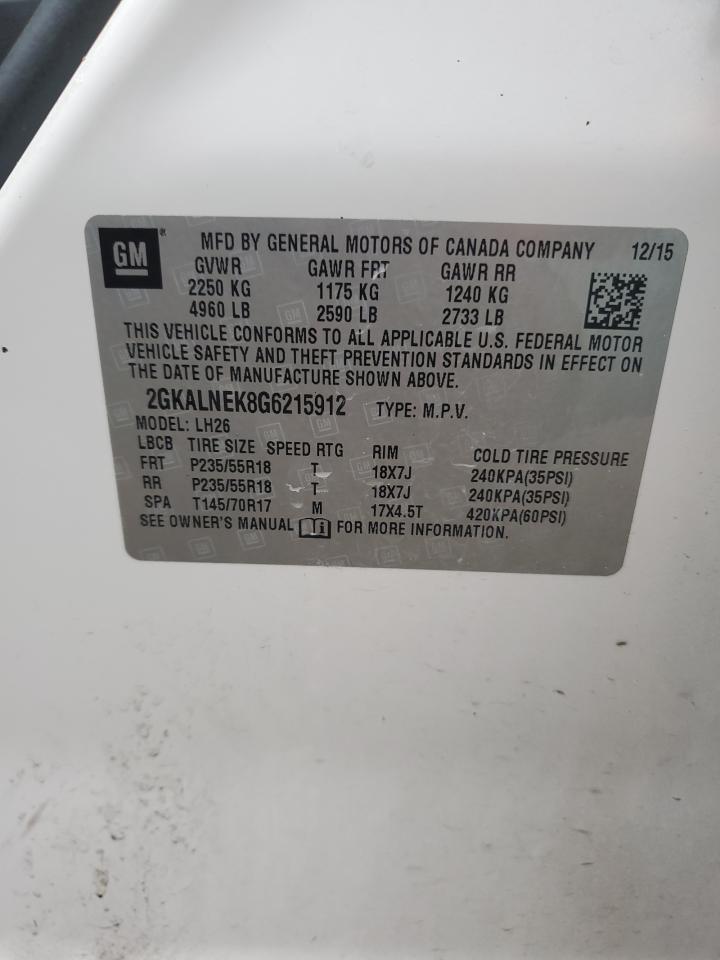 GM MFD BY GENERAL MOTORS OF CANADA COMPANY 12/15
GVWR GAWR FRT GAWR RR
2250 KG 1175 KG 1240 KG
4960 LB 2590 LB 2733 LB
THIS VEHICLE CONFORMS TO ALL APPLICABLE U.S. FEDERAL MOTOR
VEHICLE SAFETY AND THEFT PREVENTION STANDARDS IN EFFECT ON
THE DATE OF MANUFACTURE SHOWN ABOVE.
2GKALNEK8G6215912 TYPE: M.P.V.
MODEL: LH26
LBCB TIRE SIZE SPEED RTG RIM COLD TIRE PRESSURE
FRT P235/55R18 T 18X7J 240KPA(35PSI)
RR P235/55R18 T 18X7J 240KPA(35PSI)
SPA T145/70R17 M 17X4.5T 420KPA(60PSI)
SEE OWNER'S MANUAL FOR MORE INFORMATION.